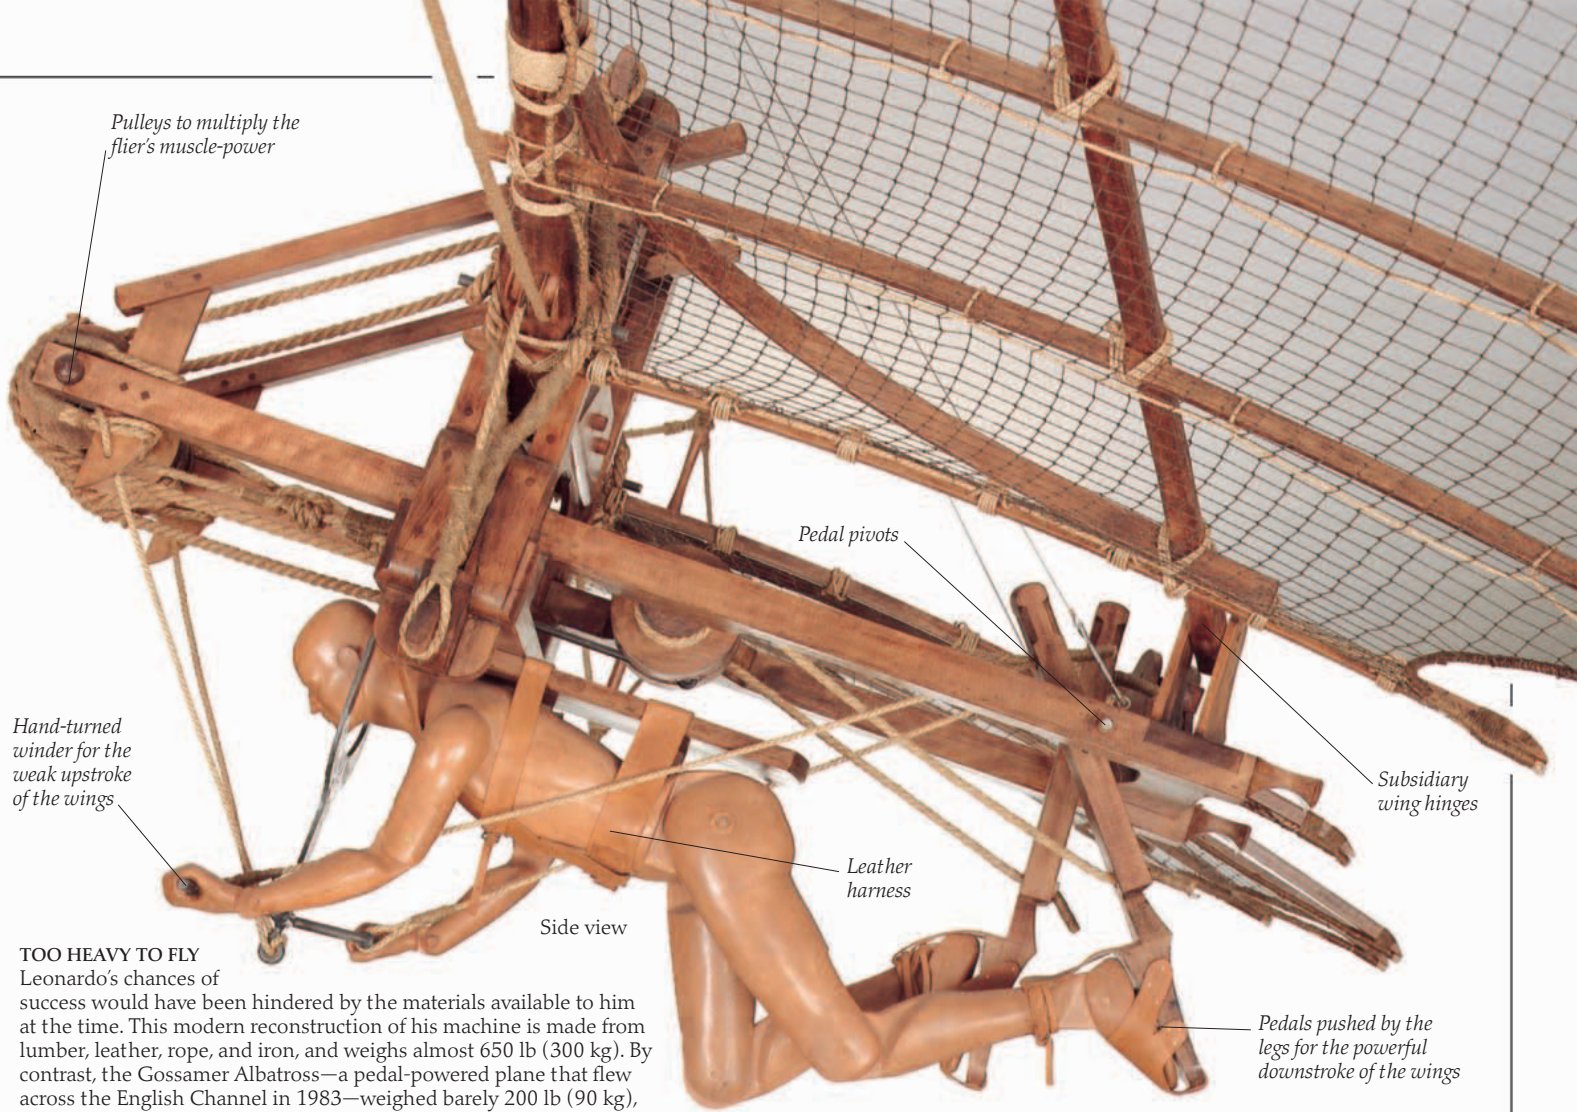 Pulleys to multiply the
flier's muscle-power
Pedal pivots
Hand-turned
winder for the
weak upstroke
of the wings
Subsidiary
wing hinges
Leather
harness
Side view
TOO HEAVY TO FLY
Leonardo's chances of
success would have been hindered by the materials available to him
at the time. This modern reconstruction of his machine is made from
lumber, leather, rope, and iron, and weighs almost 650 lb (300 kg). By
contrast, the Gossamer Albatross—a pedal-powered plane that flew
across the English Channel in 1983—weighed barely 200 lb (90 kg),
Pedals pushed by the
legs for the powerful
downstroke of the wings